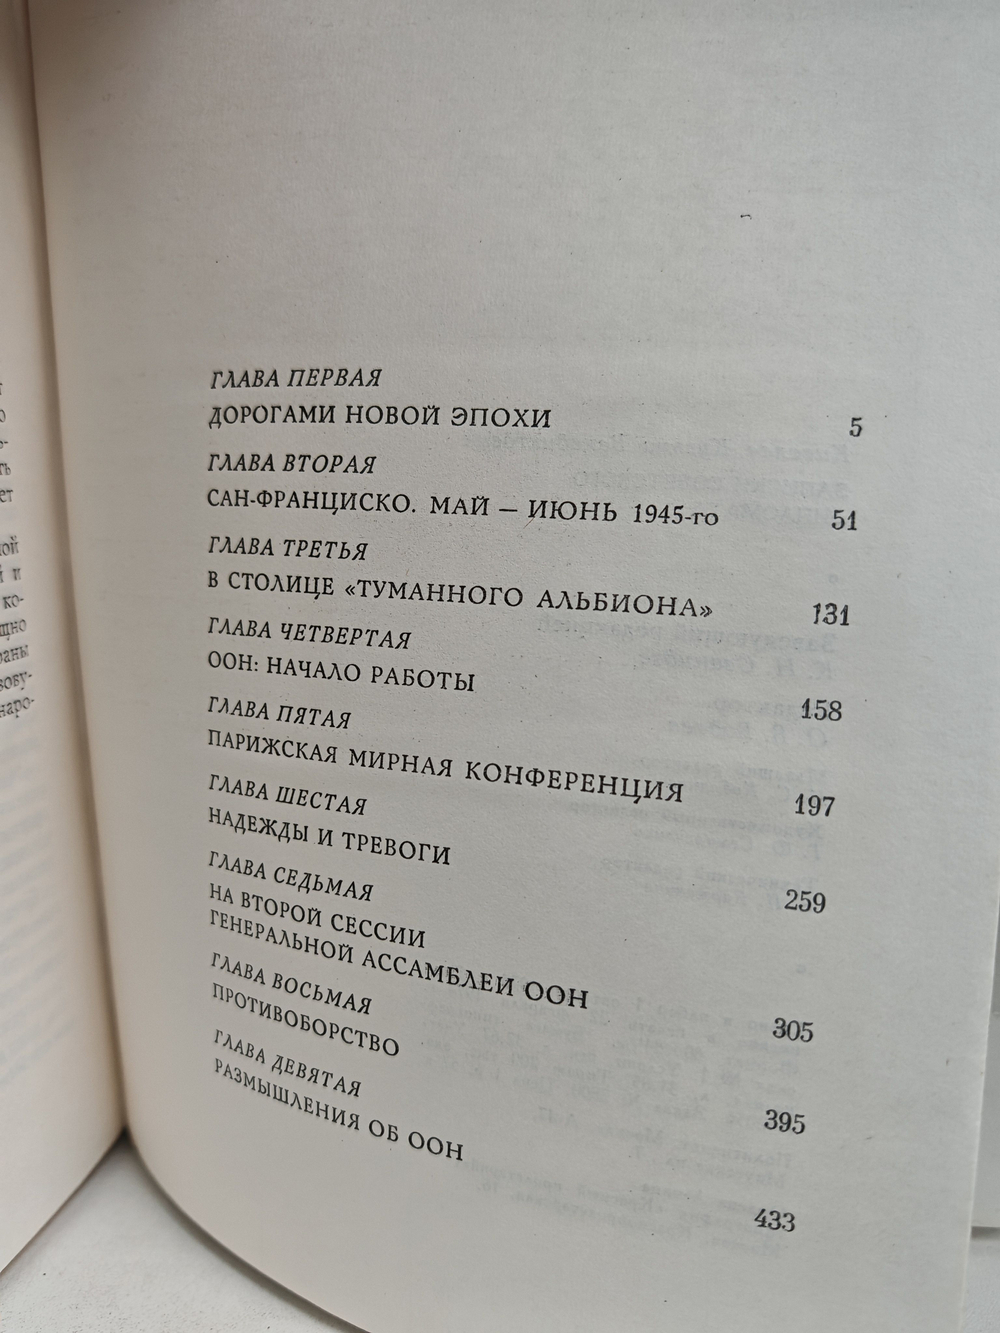 ГЛАВА ПЕРВАЯ
ДОРОГАМИ НОВОЙ ЭПОХИ 5
ГЛАВА ВТОРАЯ
САН-ФРАНЦИСКО. МАЙ — ИЮНЬ 1945-го 51
ГЛАВА ТРЕТЬЯ
В СТОЛИЦЕ «ТУМАННОГО АЛЬБИОНА» 131
ГЛАВА ЧЕТВЕРТАЯ
ООН: НАЧАЛО РАБОТЫ 158
ГЛАВА ПЯТАЯ
ПАРИЖСКАЯ МИРНАЯ КОНФЕРЕНЦИЯ 197
ГЛАВА ШЕСТАЯ
НАДЕЖДЫ И ТРЕВОГИ 259
ГЛАВА СЕДЬМАЯ
НА ВТОРОЙ СЕССИИ
ГЕНЕРАЛЬНОЙ АССАМБЛЕИ ООН 305
ГЛАВА ВОСЬМАЯ
ПРОТИВОБОРСТВО 395
ГЛАВА ДЕВЯТАЯ
РАЗМЫШЛЕНИЯ ОБ ООН 433